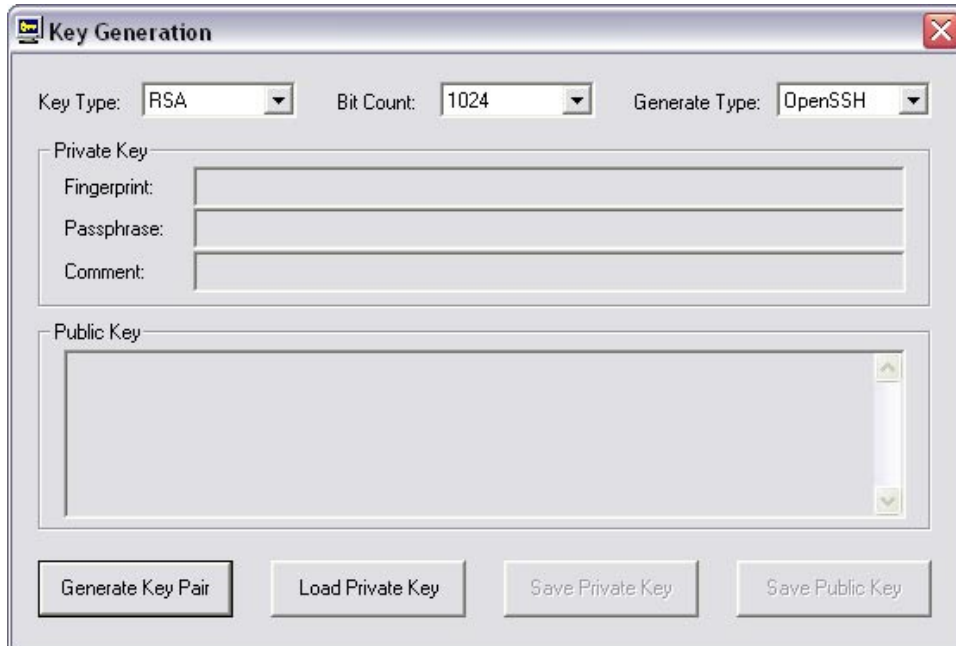 Key Generation
Key Type: RSA Bit Count: 1024 Generate Type: OpenSSH
Private Key
Fingerprint:
Passphrase:
Comment:
Public Key
Generate Key Pair Load Private Key Save Private Key Save Public Key